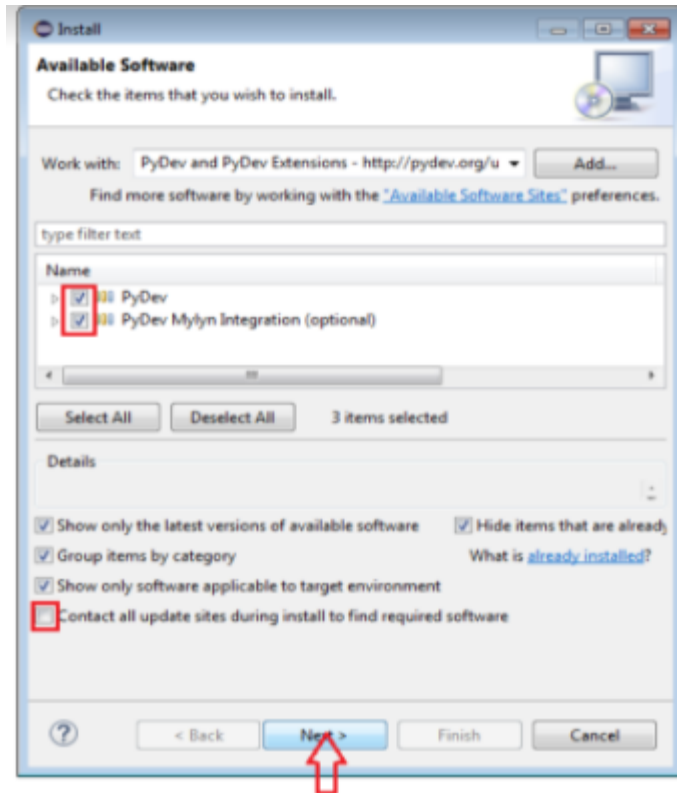 Install
Available Software
Check the items that you wish to install.
Work with: PyDev and PyDev Extensions - http://pydev.org/u Add...
Find more software by working with the "Available Software Sites" preferences.
type filter text
Name
PyDev
PyDev Mylyn Integration (optional)
Select All Deselect All 3 items selected
Details
Show only the latest versions of available software Hide items that are already
Group items by category What is already installed?
Show only software applicable to target environment
Contact all update sites during install to find required software
? < Back Next > Finish Cancel